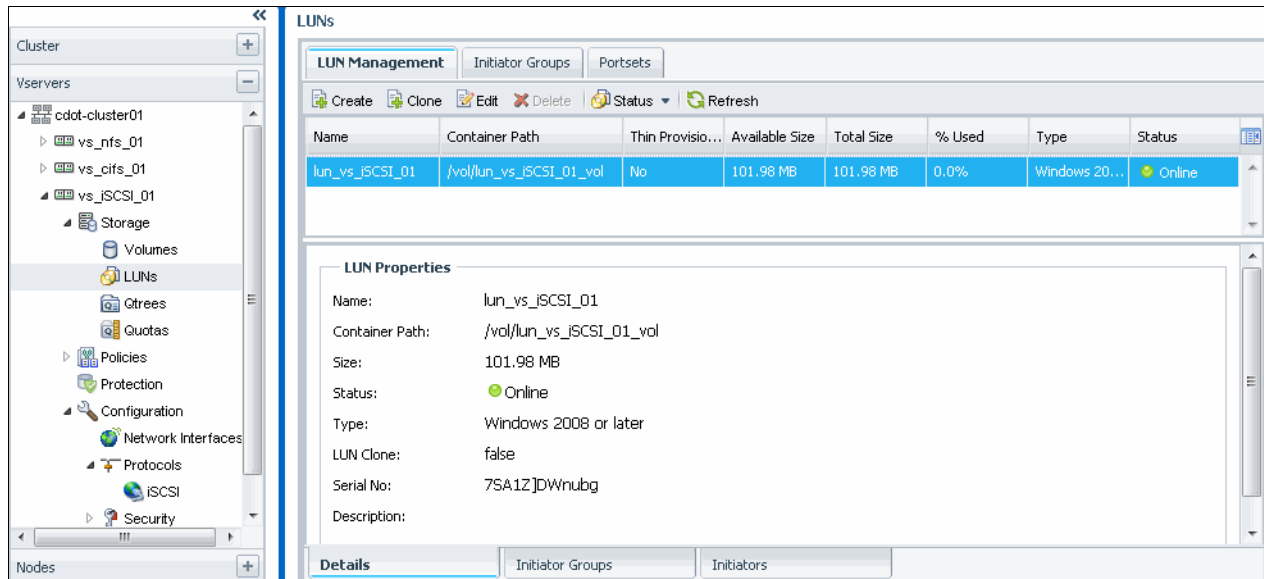 «
Cluster
Vservers
cdot-cluster01
vs_nfs_01
vs_cifs_01
vs_iSCSI_01
Storage
Volumes
LUNs
Qtrees
Quotas
Policies
Protection
Configuration
Network Interfaces
Protocols
iSCSI
Security
Nodes
LUNs
LUN Management Initiator Groups Portsets
Create Clone Edit Delete Status Refresh
Name Container Path Thin Provisio... Available Size Total Size % Used Type Status
lun_vs_iSCSI_01 /vol/lun_vs_iSCSI_01_vol No 101.98 MB 101.98 MB 0.0% Windows 20... Online
LUN Properties
Name: lun_vs_iSCSI_01
Container Path: /vol/lun_vs_iSCSI_01_vol
Size: 101.98 MB
Status: Online
Type: Windows 2008 or later
LUN Clone: false
Serial No: 7SA1Z]DWnubg
Description:
Details Initiator Groups Initiators